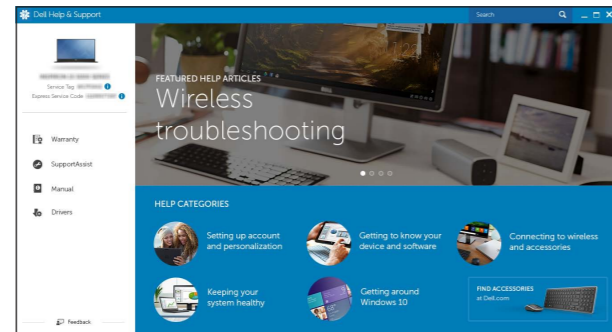 Dell Help & Support
Search
Service Tag:
Express Service Code:
Warranty
SupportAssist
Manual
Drivers
Feedback
FEATURED HELP ARTICLES
Wireless
troubleshooting
HELP CATEGORIES
Setting up account
and personalization
Getting to know your
device and software
Connecting to wireless
and accessories
Keeping your
system healthy
Getting around
Windows 10
FIND ACCESSORIES
at Dell.com